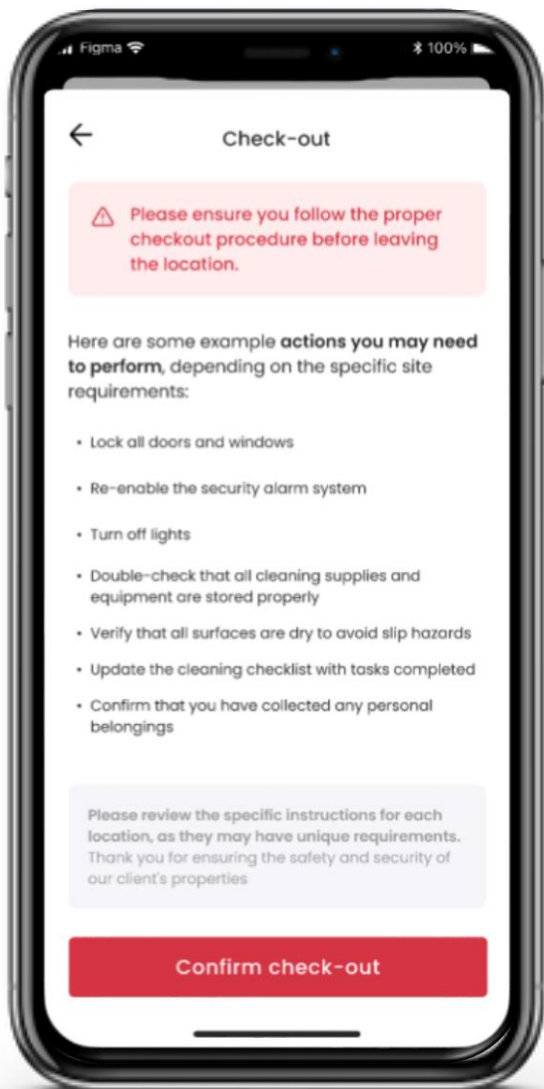 Figma 100%
Check-out
Please ensure you follow the proper
checkout procedure before leaving
the location.
Here are some example actions you may need
to perform, depending on the specific site
requirements:
• Lock all doors and windows
• Re-enable the security alarm system
• Turn off lights
• Double-check that all cleaning supplies and
equipment are stored properly
• Verify that all surfaces are dry to avoid slip hazards
• Update the cleaning checklist with tasks completed
• Confirm that you have collected any personal
belongings
Please review the specific instructions for each
location, as they may have unique requirements.
Thank you for ensuring the safety and security of
our client's properties
Confirm check-out